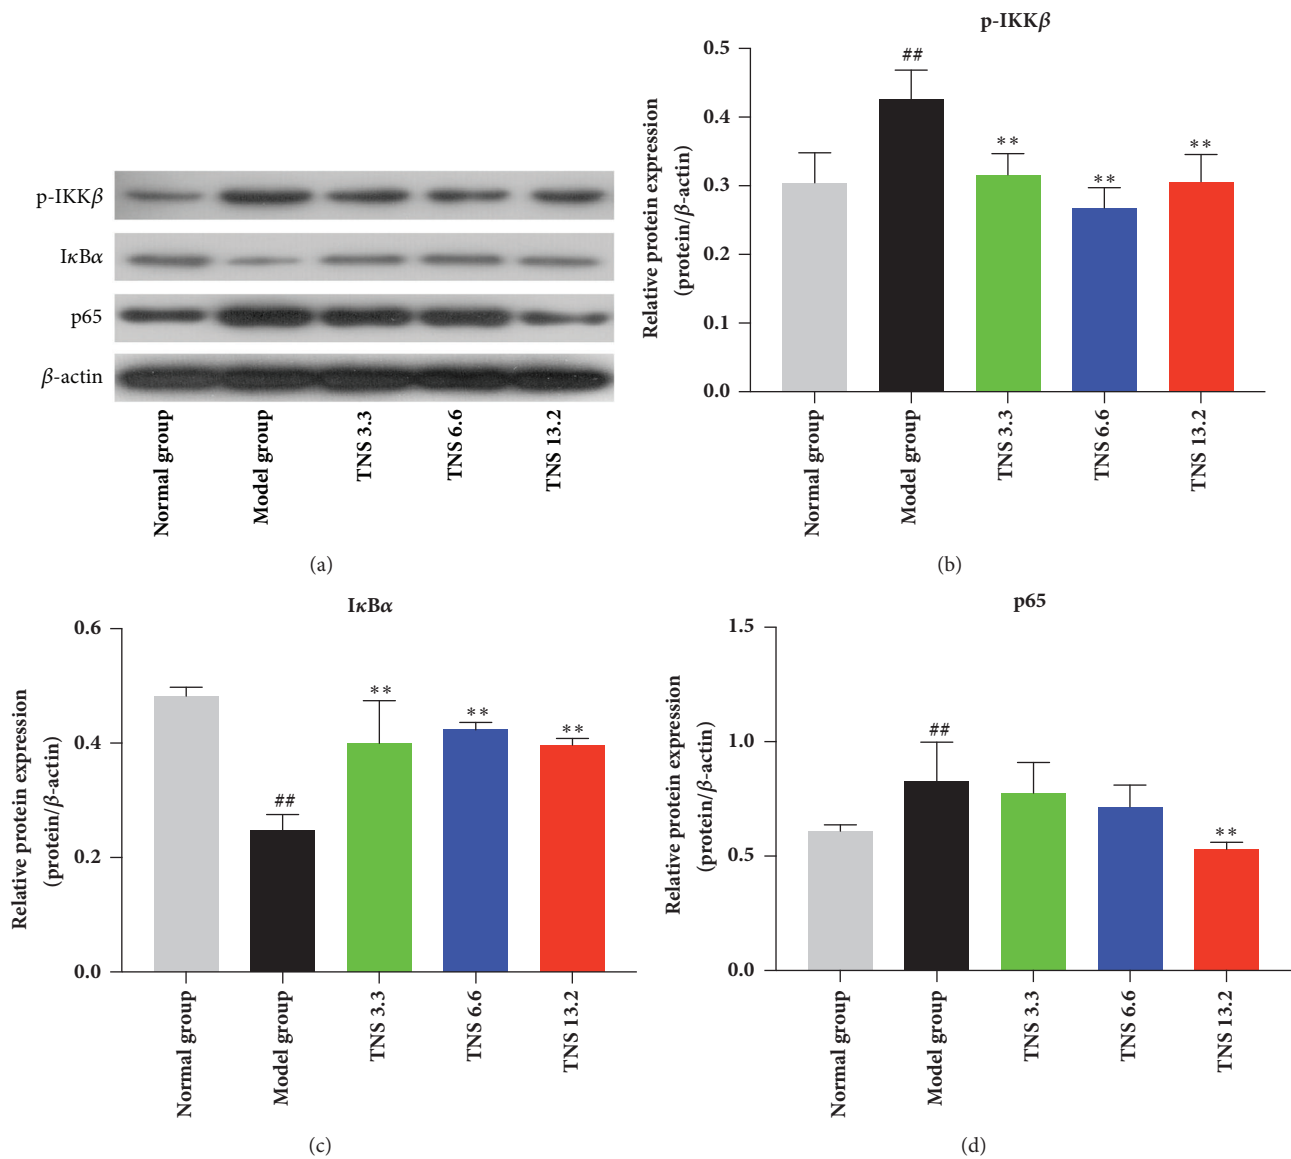 p-IKKβ
IκBα
p65
β-actin
Normal group
Model group
TNS 3.3
TNS 6.6
TNS 13.2
(a)
p-IKKβ
Relative protein expression
(protein/β-actin)
0.5
0.4
0.3
0.2
0.1
0.0
##
**
**
**
Normal group
Model group
TNS 3.3
TNS 6.6
TNS 13.2
(b)
IκBα
Relative protein expression
(protein/β-actin)
0.6
0.4
0.2
0.0
##
**
**
**
Normal group
Model group
TNS 3.3
TNS 6.6
TNS 13.2
(c)
p65
Relative protein expression
(protein/β-actin)
1.5
1.0
0.5
0.0
##
**
Normal group
Model group
TNS 3.3
TNS 6.6
TNS 13.2
(d)